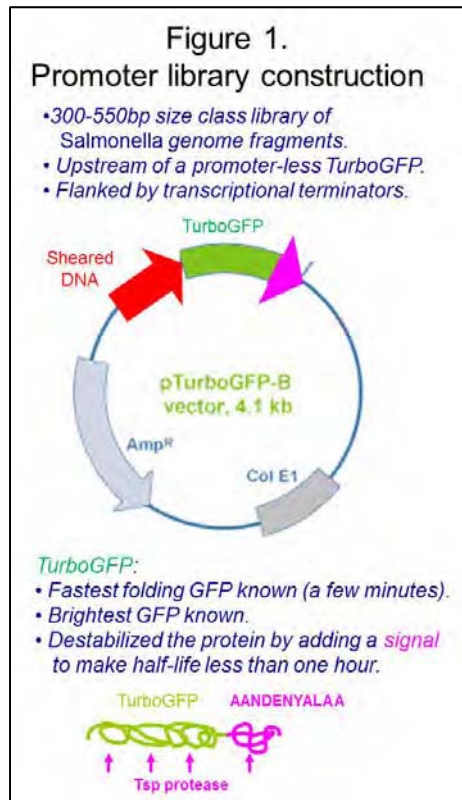 Figure 1.
Promoter library construction
•300-550bp size class library of
Salmonella genome fragments.
• Upstream of a promoter-less TurboGFP.
• Flanked by transcriptional terminators.
TurboGFP
Sheared
DNA
pTurboGFP-B
vector, 4.1 kb
AmpR
Col E1
TurboGFP:
• Fastest folding GFP known (a few minutes).
• Brightest GFP known.
• Destabilized the protein by adding a signal
to make half-life less than one hour.
TurboGFP AANDENYALAA
Tsp protease